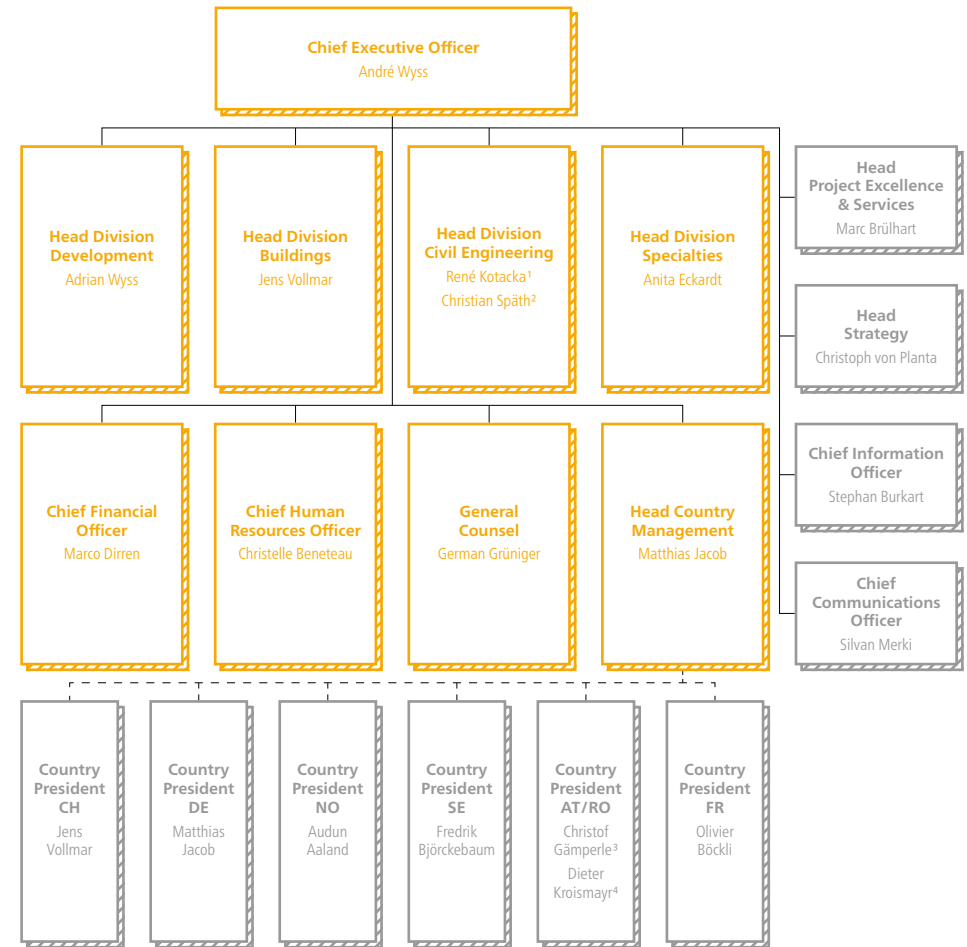 Chief Executive Officer
André Wyss
Head Division
Development
Adrian Wyss
Head Division
Buildings
Jens Vollmar
Head Division
Civil Engineering
René Kotacka¹
Christian Späth²
Head Division
Specialties
Anita Eckardt
Head
Project Excellence
& Services
Marc Brülhart
Head
Strategy
Christoph von Planta
Chief Financial
Officer
Marco Dirren
Chief Human
Resources Officer
Christelle Beneteau
General
Counsel
German Grüniger
Head Country
Management
Matthias Jacob
Chief Information
Officer
Stephan Burkart
Chief
Communications
Officer
Silvan Merki
Country
President
CH
Jens
Vollmar
Country
President
DE
Matthias
Jacob
Country
President
NO
Audun
Aaland
Country
President
SE
Fredrik
Björckebaum
Country
President
AT/RO
Christof
Gämperle³
Dieter
Kroismayr⁴
Country
President
FR
Olivier
Böckli